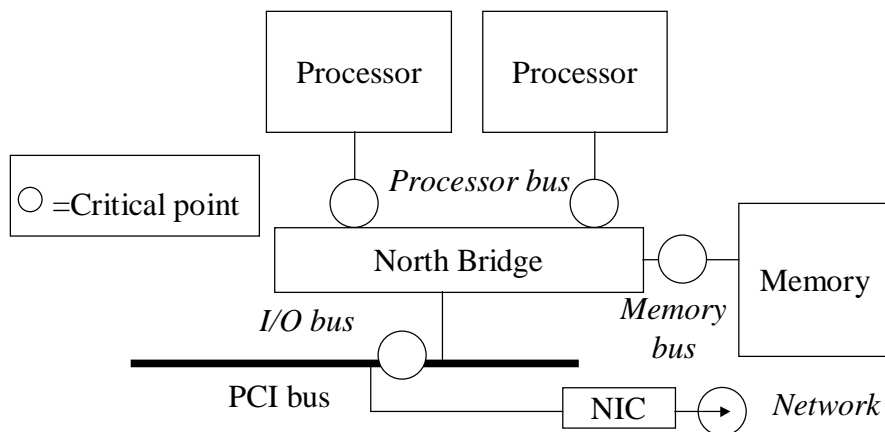 Processor
Processor
Processor bus
=Critical point
North Bridge
Memory
I/O bus
Memory
bus
PCI bus
NIC
Network